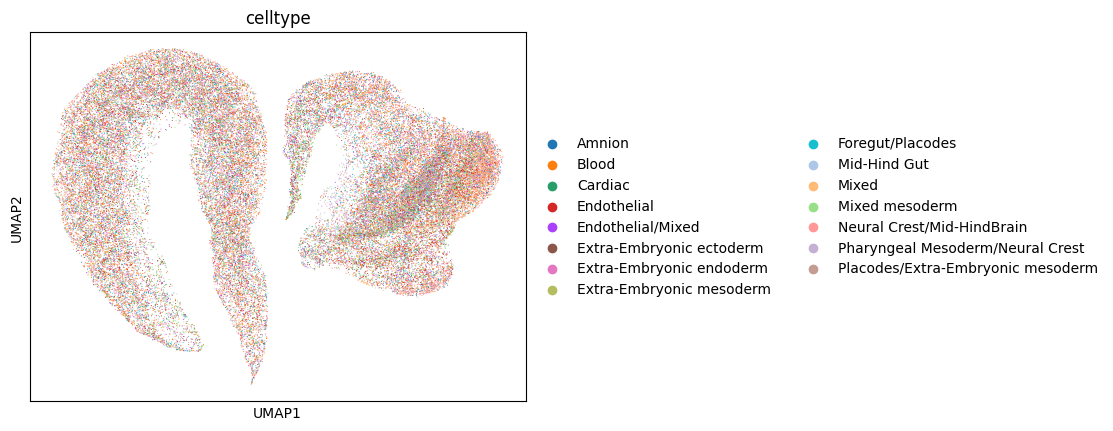 celltype
UMAP2
UMAP1
Amnion
Blood
Cardiac
Endothelial
Endothelial/Mixed
Extra-Embryonic ectoderm
Extra-Embryonic endoderm
Extra-Embryonic mesoderm
Foregut/Placodes
Mid-Hind Gut
Mixed
Mixed mesoderm
Neural Crest/Mid-HindBrain
Pharyngeal Mesoderm/Neural Crest
Placodes/Extra-Embryonic mesoderm